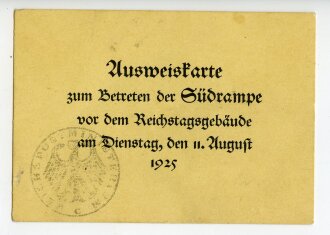 Ausweiskarte
zum Betreten der Südrampe
vor dem Reichstagsgebäude
am Dienstag, den 11. August
1925